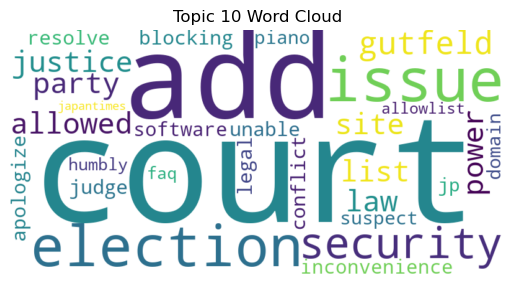 Topic 10 Word Cloud
resolve blocking piano gutfeld
justice add issue
party japantimes allowlist
allowed software unable site power domain
court
apologize humbly faq judge legal conflict list jp
law suspect
election security
inconvenience